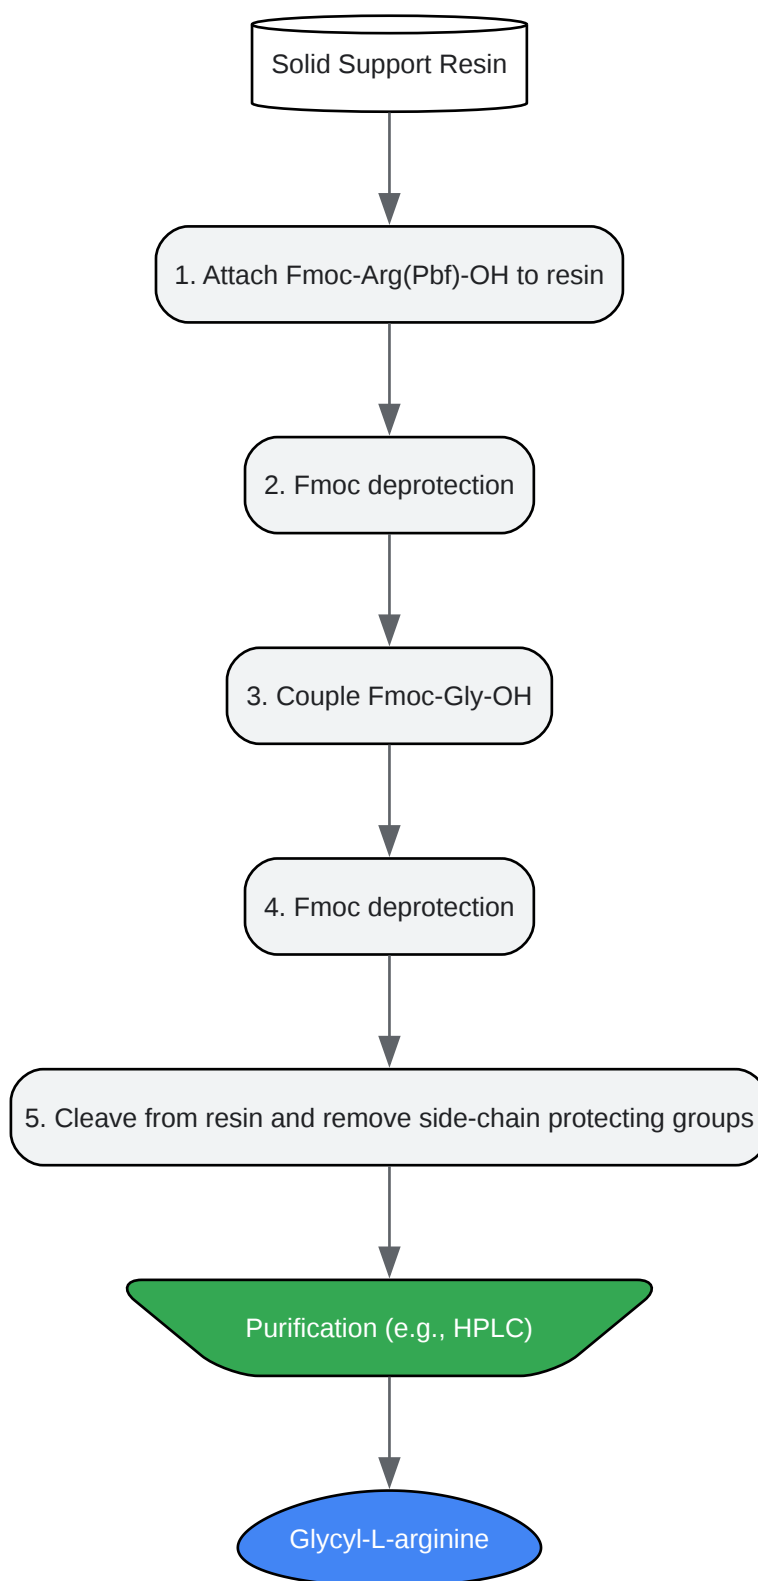 Solid Support Resin
1. Attach Fmoc-Arg(Pbf)-OH to resin
2. Fmoc deprotection
3. Couple Fmoc-Gly-OH
4. Fmoc deprotection
5. Cleave from resin and remove side-chain protecting groups
Purification (e.g., HPLC)
Glycyl-L-arginine